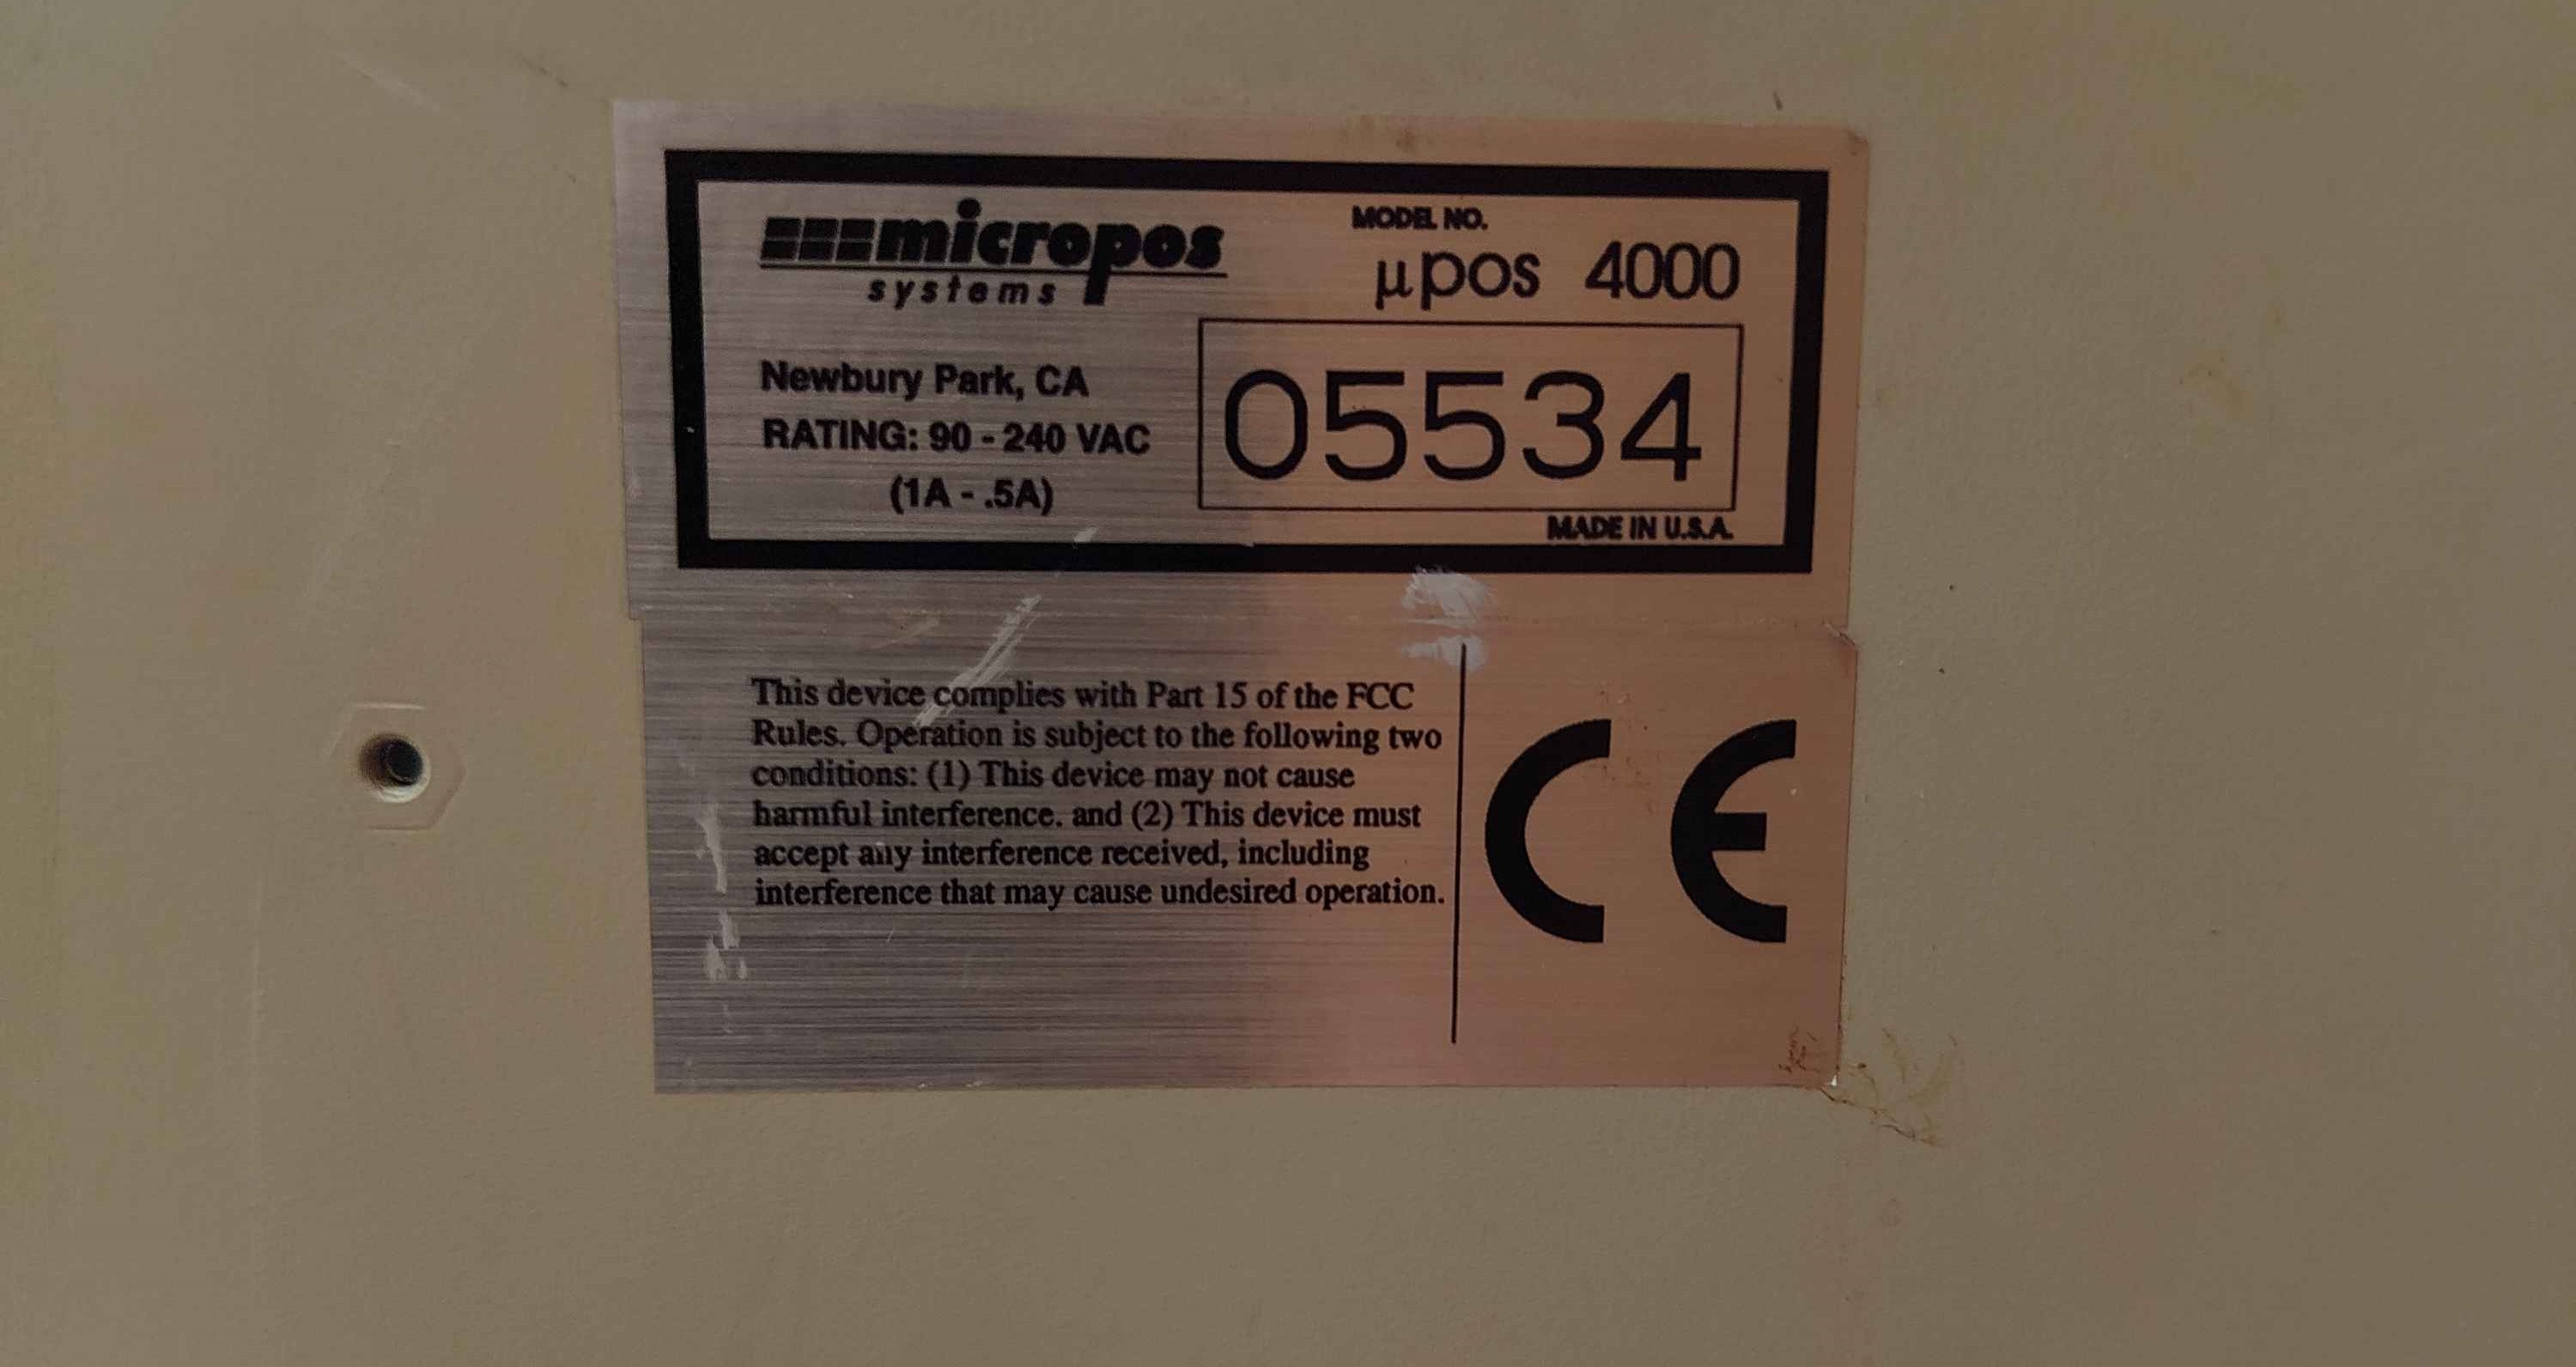 micropos
systems
MODEL NO.
µpos 4000
Newbury Park, CA
RATING: 90 - 240 VAC
(1A - .5A)
05534
MADE IN U.S.A.
This device complies with Part 15 of the FCC
Rules. Operation is subject to the following two
conditions: (1) This device may not cause
harmful interference. and (2) This device must
accept any interference received, including
interference that may cause undesired operation.
CE